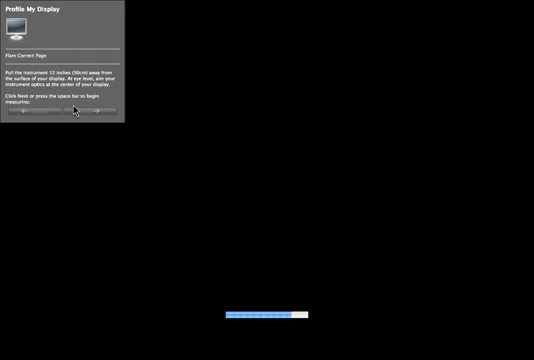 Profile My Display
Flare Correct Page
Pull the instrument 12 inches (30cm) away from
the surface of your display. At eye level, aim your
instrument optics at the center of your display.
Click Next or press the space bar to begin
measuring.